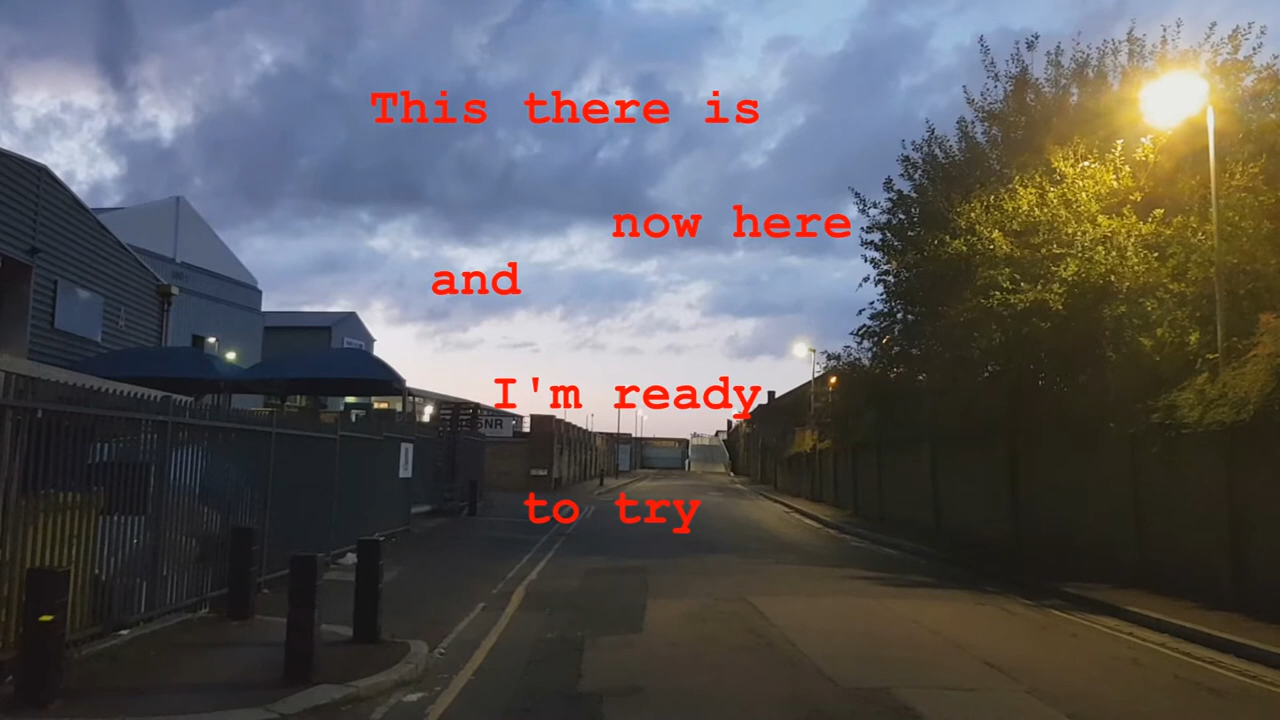 This there is
now here
and
I'm ready
to try